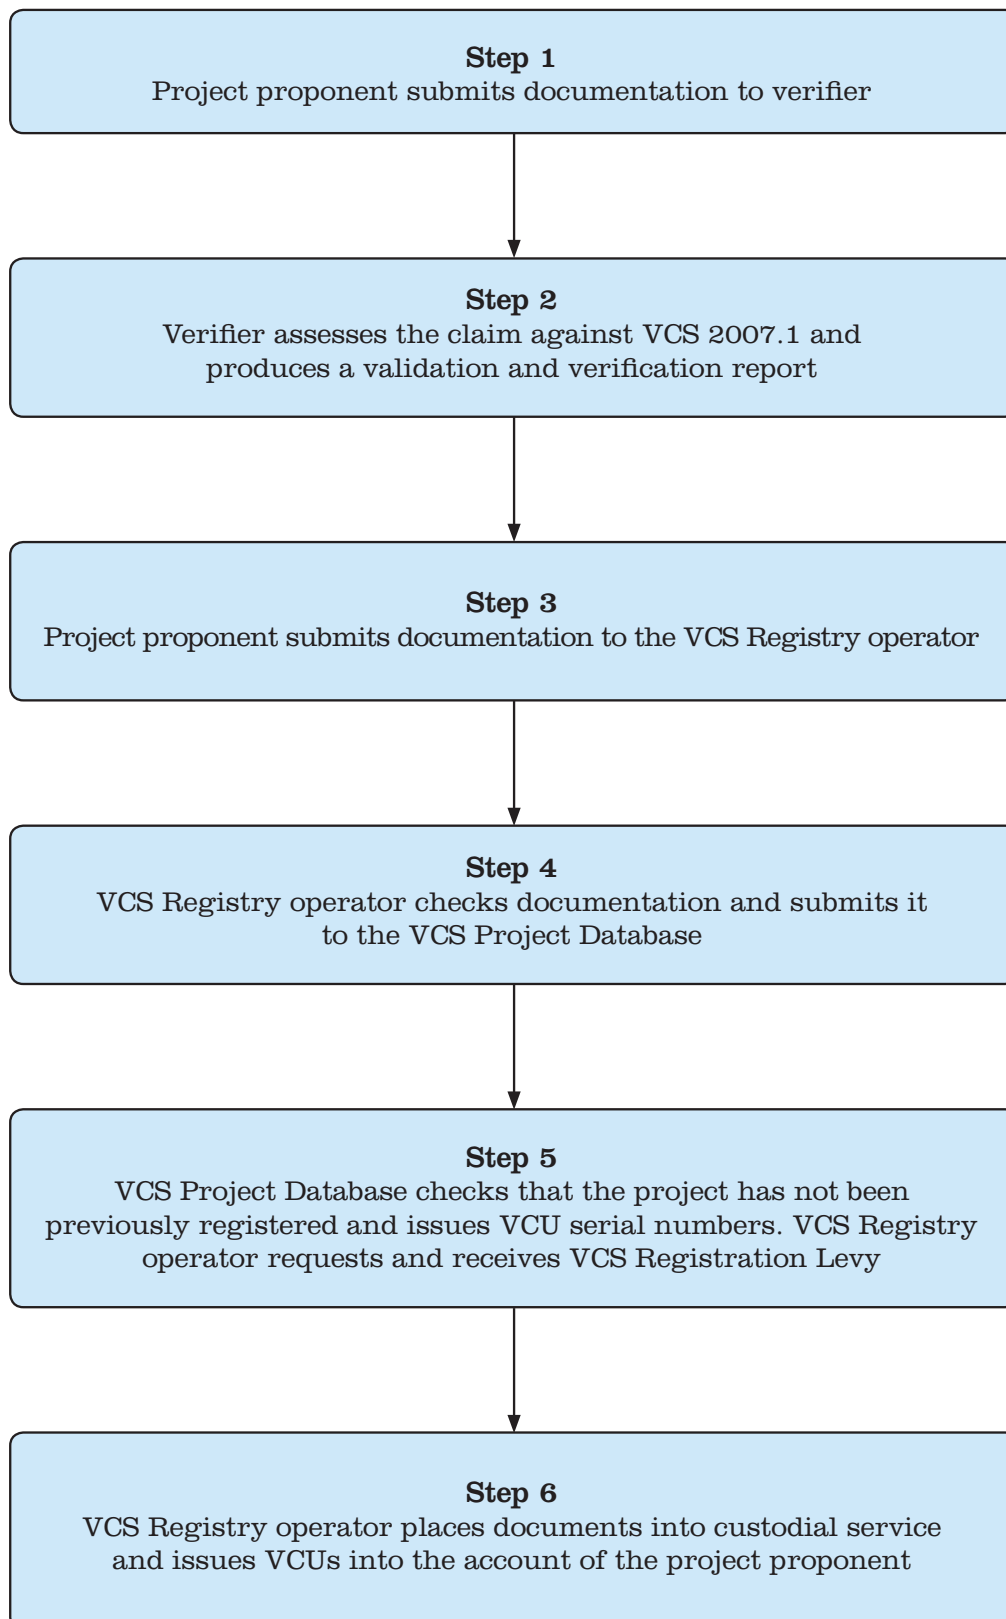 Step 1
Project proponent submits documentation to verifier
Step 2
Verifier assesses the claim against VCS 2007.1 and
produces a validation and verification report
Step 3
Project proponent submits documentation to the VCS Registry operator
Step 4
VCS Registry operator checks documentation and submits it
to the VCS Project Database
Step 5
VCS Project Database checks that the project has not been
previously registered and issues VCU serial numbers. VCS Registry
operator requests and receives VCS Registration Levy
Step 6
VCS Registry operator places documents into custodial service
and issues VCUs into the account of the project proponent